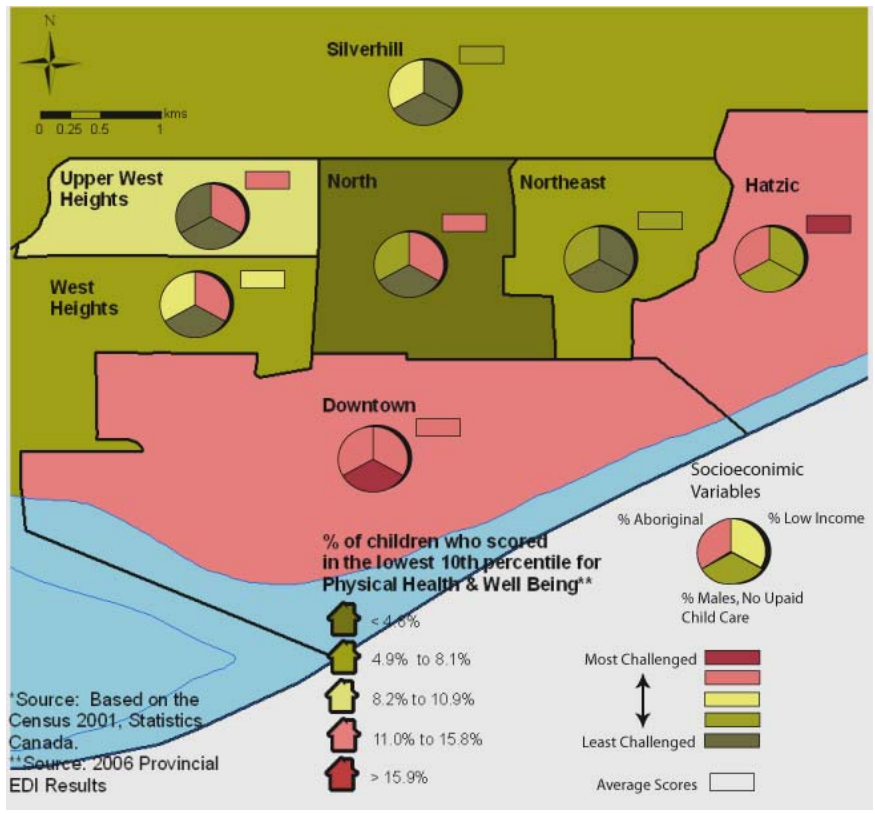 N
kms
0 0.25 0.5 1
Silverhill
Upper West
Heights
North
Northeast
Hatzic
West
Heights
Downtown
Socioeconimic
Variables
% Aboriginal
% Low Income
% Males, No Upaid
Child Care
% of children who scored
in the lowest 10th percentile for
Physical Health & Well Being**
< 4.8%
4.9% to 8.1%
8.2% to 10.9%
11.0% to 15.8%
> 15.9%
Most Challenged
Least Challenged
Average Scores
*Source: Based on the
Census 2001, Statistics
Canada.
**Source: 2006 Provincial
EDI Results